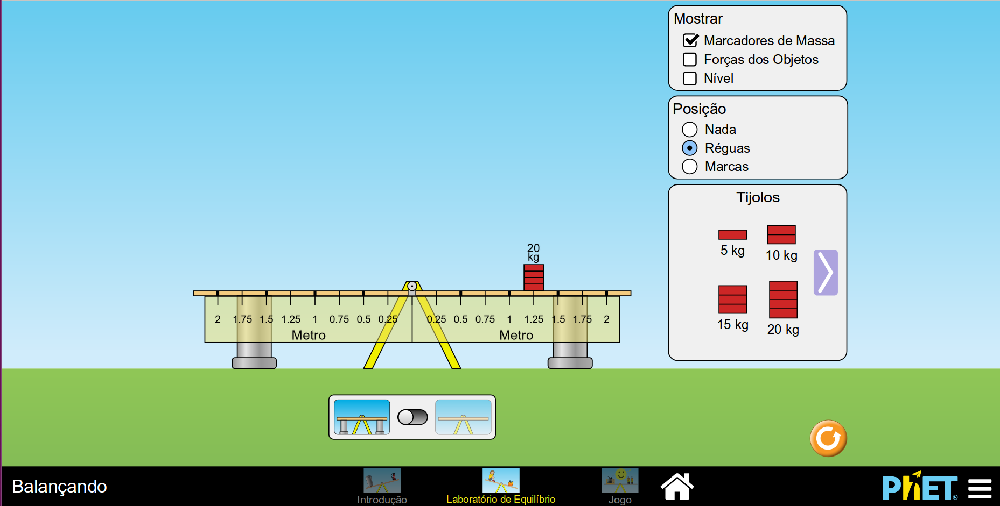 Mostrar
Marcadores de Massa
Forças dos Objetos
Nível
Posição
Nada
Réguas
Marcas
Tijolos
5 kg
10 kg
15 kg
20 kg
20
kg
2 1.75 1.5 1.25 1 0.75 0.5 0.25 0.25 0.5 0.75 1 1.25 1.5 1.75 2
Metro Metro
Balançando
Introdução
Laboratório de Equilíbrio
Jogo
PhET®